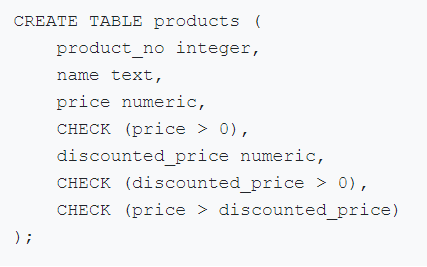 CREATE TABLE products (
    product_no integer,
    name text,
    price numeric,
    CHECK (price > 0),
    discounted_price numeric,
    CHECK (discounted_price > 0),
    CHECK (price > discounted_price)
);